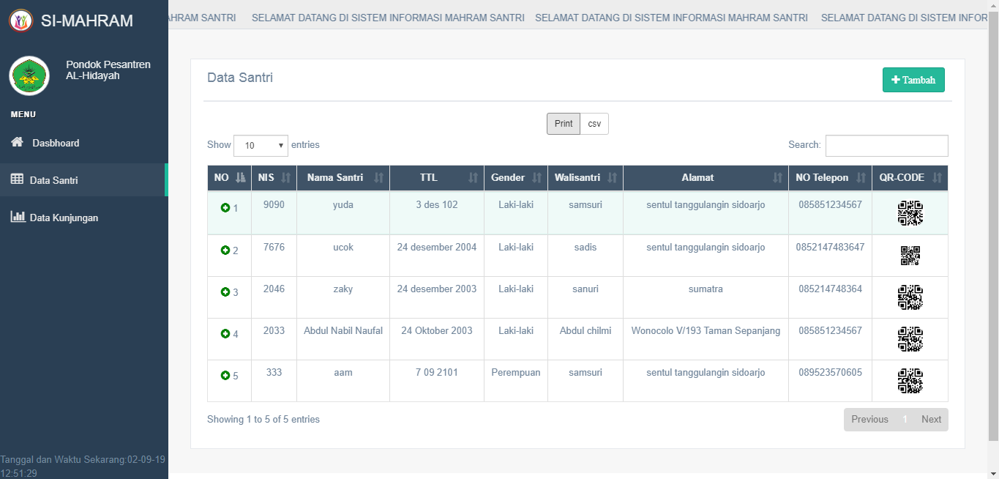 SI-MAHRAM
AHRAM SANTRI SELAMAT DATANG DI SISTEM INFORMASI MAHRAM SANTRI SELAMAT DATANG DI SISTEM INFORMASI MAHRAM SANTRI SELAMAT DATANG DI SISTEM INFOR
Pondok Pesantren
AL-Hidayah
MENU
Dasbhoard
Data Santri
Data Kunjungan
Tanggal dan Waktu Sekarang:02-09-19
12:51:29
Data Santri
Tambah
Print csv
Show 10 entries
Search:
NO NIS Nama Santri TTL Gender Walisantri Alamat NO Telepon QR-CODE
1 9090 yuda 3 des 102 Laki-laki samsuri sentul tanggulangin sidoarjo 085851234567
2 7676 ucok 24 desember 2004 Laki-laki sadis sentul tanggulangin sidoarjo 0852147483647
3 2046 zaky 24 desember 2003 Laki-laki sanuri sumatra 085214748364
4 2033 Abdul Nabil Naufal 24 Oktober 2003 Laki-laki Abdul chilmi Wonocolo V/193 Taman Sepanjang 085851234567
5 333 aam 7 09 2101 Perempuan samsuri sentul tanggulangin sidoarjo 089523570605
Showing 1 to 5 of 5 entries
Previous 1 Next